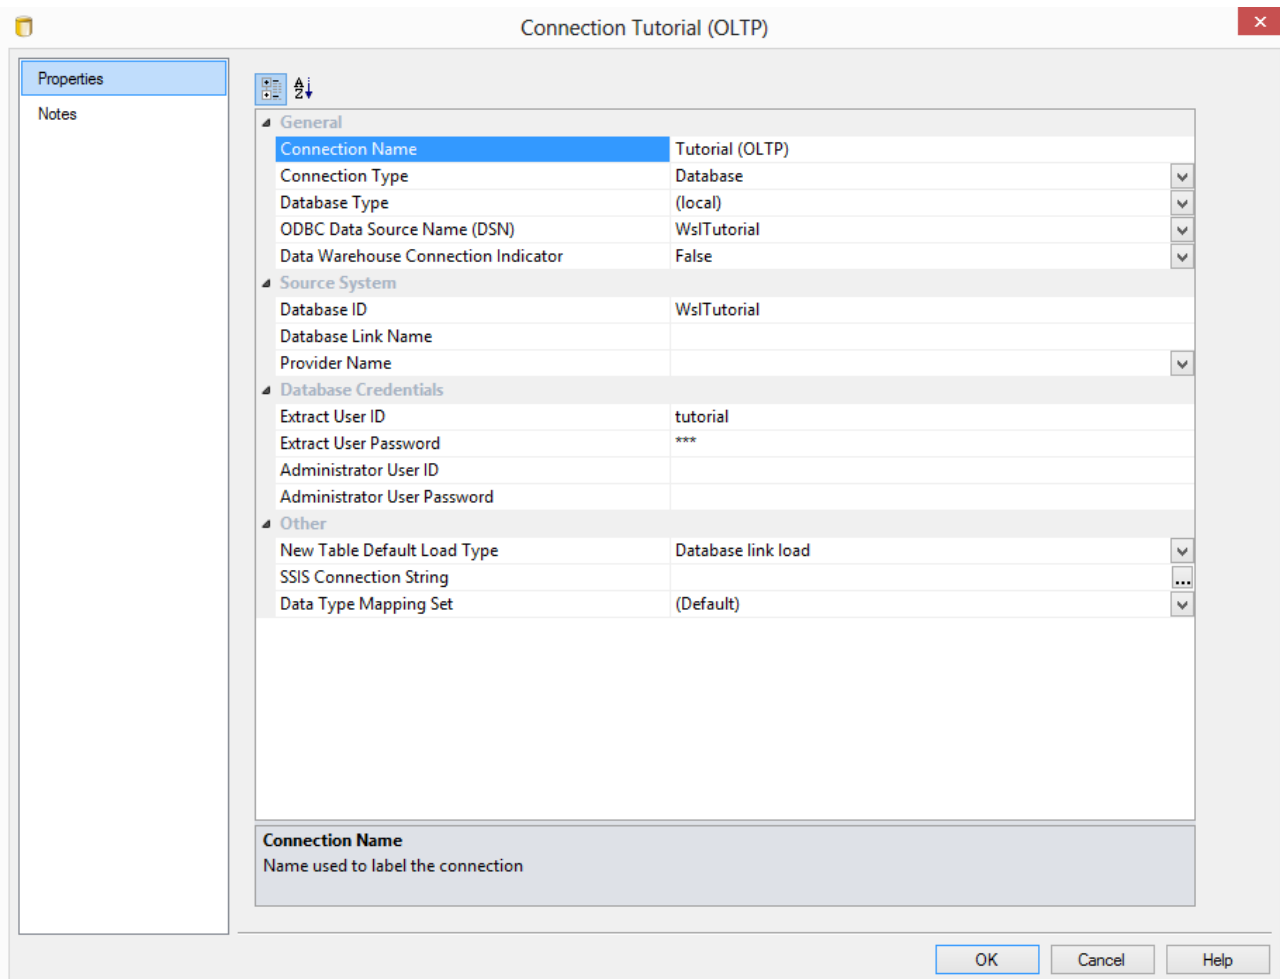 Connection Tutorial (OLTP)
Properties
Notes
General
Connection Name Tutorial (OLTP)
Connection Type Database
Database Type (local)
ODBC Data Source Name (DSN) WslTutorial
Data Warehouse Connection Indicator False
Source System
Database ID WslTutorial
Database Link Name
Provider Name
Database Credentials
Extract User ID tutorial
Extract User Password ***
Administrator User ID
Administrator User Password
Other
New Table Default Load Type Database link load
SSIS Connection String ...
Data Type Mapping Set (Default)
Connection Name
Name used to label the connection
OK Cancel Help